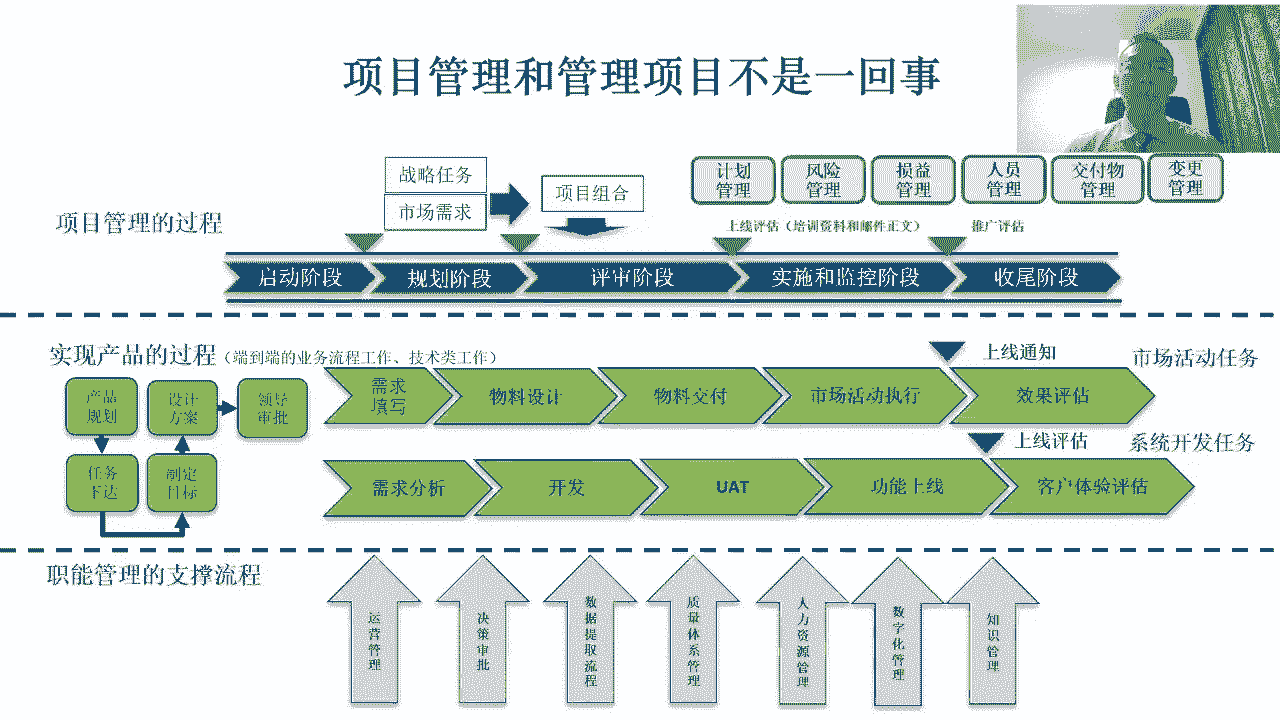 项目管理和管理项目不是一回事
战略任务
市场需求
项目组合
计划
管理
风险
管理
损益
管理
人员
管理
交付物
管理
变更
管理
项目管理的过程
上线评估（培训资料和邮件正文）
推广评估
启动阶段
规划阶段
评审阶段
实施和监控阶段
收尾阶段
实现产品的过程（端到端的业务流程工作、技术类工作）
上线通知
市场活动任务
产品
规划
设计
方案
领导
审批
任务
下达
制定
目标
需求
填写
物料设计
物料交付
市场活动执行
效果评估
上线评估
系统开发任务
需求分析
开发
UAT
功能上线
客户体验评估
职能管理的支撑流程
运营管理
决策审批
数据提取流程
质量体系管理
人力资源管理
数字化管理
知识管理